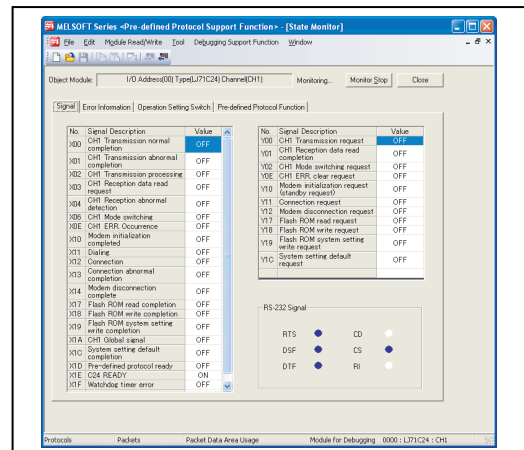 MELSOFT Series <Pre-defined Protocol Support Function> - [State Monitor]
File Edit Module Read/Write Tool Debugging Support Function Window
Object Module: I/O Address(00) Type(LJ71C24) Channel(CH1) Monitoring... Monitor Stop Close
Signal Error Information Operation Setting Switch Pre-defined Protocol Function
No. Signal Description Value
X00 CH1 Transmission normal completion OFF
X01 CH1 Transmission abnormal completion OFF
X02 CH1 Transmission processing OFF
X03 CH1 Reception data read request OFF
X04 CH1 Reception abnormal detection OFF
X06 CH1 Mode switching OFF
X0E CH1 ERR. Occurrence OFF
X10 Modem initialization completed OFF
X11 Dialing OFF
X12 Connection OFF
X13 Connection abnormal completion OFF
X14 Modem disconnection complete OFF
X17 Flash ROM read completion OFF
X18 Flash ROM write completion OFF
X19 Flash ROM system setting write completion OFF
X1A CH1 Global signal OFF
X1C System setting default completion OFF
X1D Pre-defined protocol ready OFF
X1E C24 READY ON
X1F Watchdog timer error OFF
No. Signal Description Value
Y00 CH1 Transmission request OFF
Y01 CH1 Reception data read completion OFF
Y02 CH1 Mode switching request OFF
Y0E CH1 ERR. clear request OFF
Y10 Modem initialization request (standby request) OFF
Y11 Connection request OFF
Y12 Modem disconnection request OFF
Y17 Flash ROM read request OFF
Y18 Flash ROM write request OFF
Y19 Flash ROM system setting write request OFF
Y1C System setting default request OFF
RS-232 Signal
RTS CD
DSF CS
DTF RI
Protocols Packets Packet Data Area Usage Module for Debugging 0000 : LJ71C24 : CH1